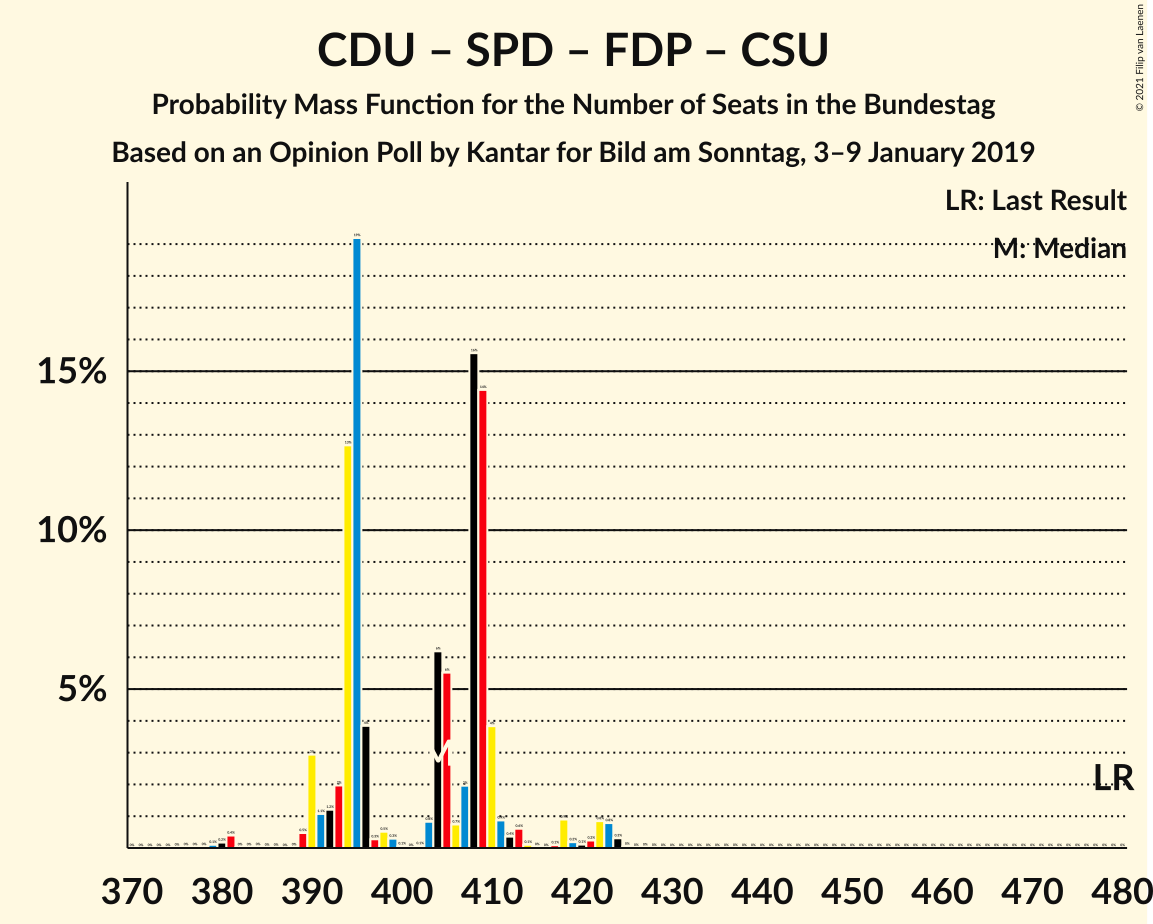 CDU – SPD – FDP – CSU
Probability Mass Function for the Number of Seats in the Bundestag
Based on an Opinion Poll by Kantar for Bild am Sonntag, 3–9 January 2019
© 2021 Filip van Laenen
LR: Last Result
M: Median
15%
10%
5%
M
LR
370 380 390 400 410 420 430 440 450 460 470 480